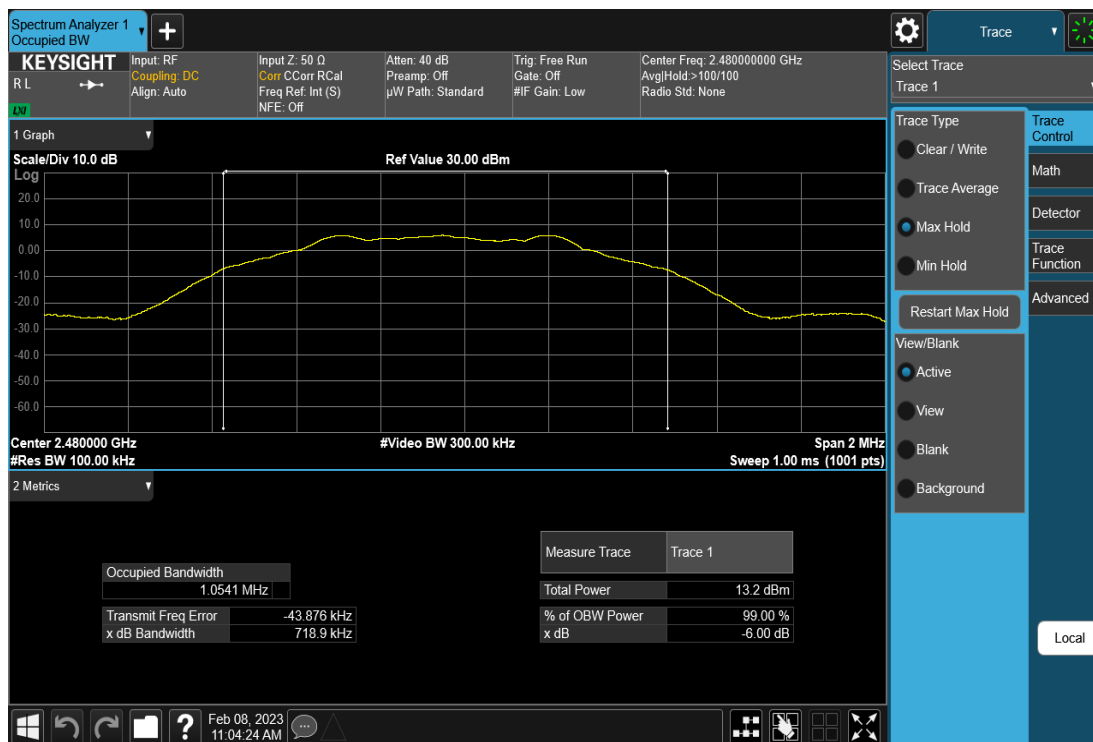 Spectrum Analyzer 1
Occupied BW
Trace
KEYSIGHT
R L
LXI
Input: RF
Coupling: DC
Align: Auto
Input Z: 50 Ω
Corr CCorr RCal
Freq Ref: Int (S)
NFE: Off
Atten: 40 dB
Preamp: Off
µW Path: Standard
Trig: Free Run
Gate: Off
#IF Gain: Low
Center Freq: 2.480000000 GHz
Avg|Hold:>100/100
Radio Std: None
Select Trace
Trace 1
1 Graph
Scale/Div 10.0 dB
Ref Value 30.00 dBm
Log
20.0
10.0
0.00
-10.0
-20.0
-30.0
-40.0
-50.0
-60.0
Center 2.480000 GHz
#Video BW 300.00 kHz
Span 2 MHz
#Res BW 100.00 kHz
Sweep 1.00 ms (1001 pts)
Trace Type
Clear / Write
Trace Average
Max Hold
Min Hold
Restart Max Hold
View/Blank
Active
View
Blank
Background
Trace
Control
Math
Detector
Trace
Function
Advanced
Local
2 Metrics
Occupied Bandwidth
1.0541 MHz
Transmit Freq Error -43.876 kHz
x dB Bandwidth 718.9 kHz
Measure Trace Trace 1
Total Power 13.2 dBm
% of OBW Power 99.00 %
x dB -6.00 dB
?
Feb 08, 2023
11:04:24 AM